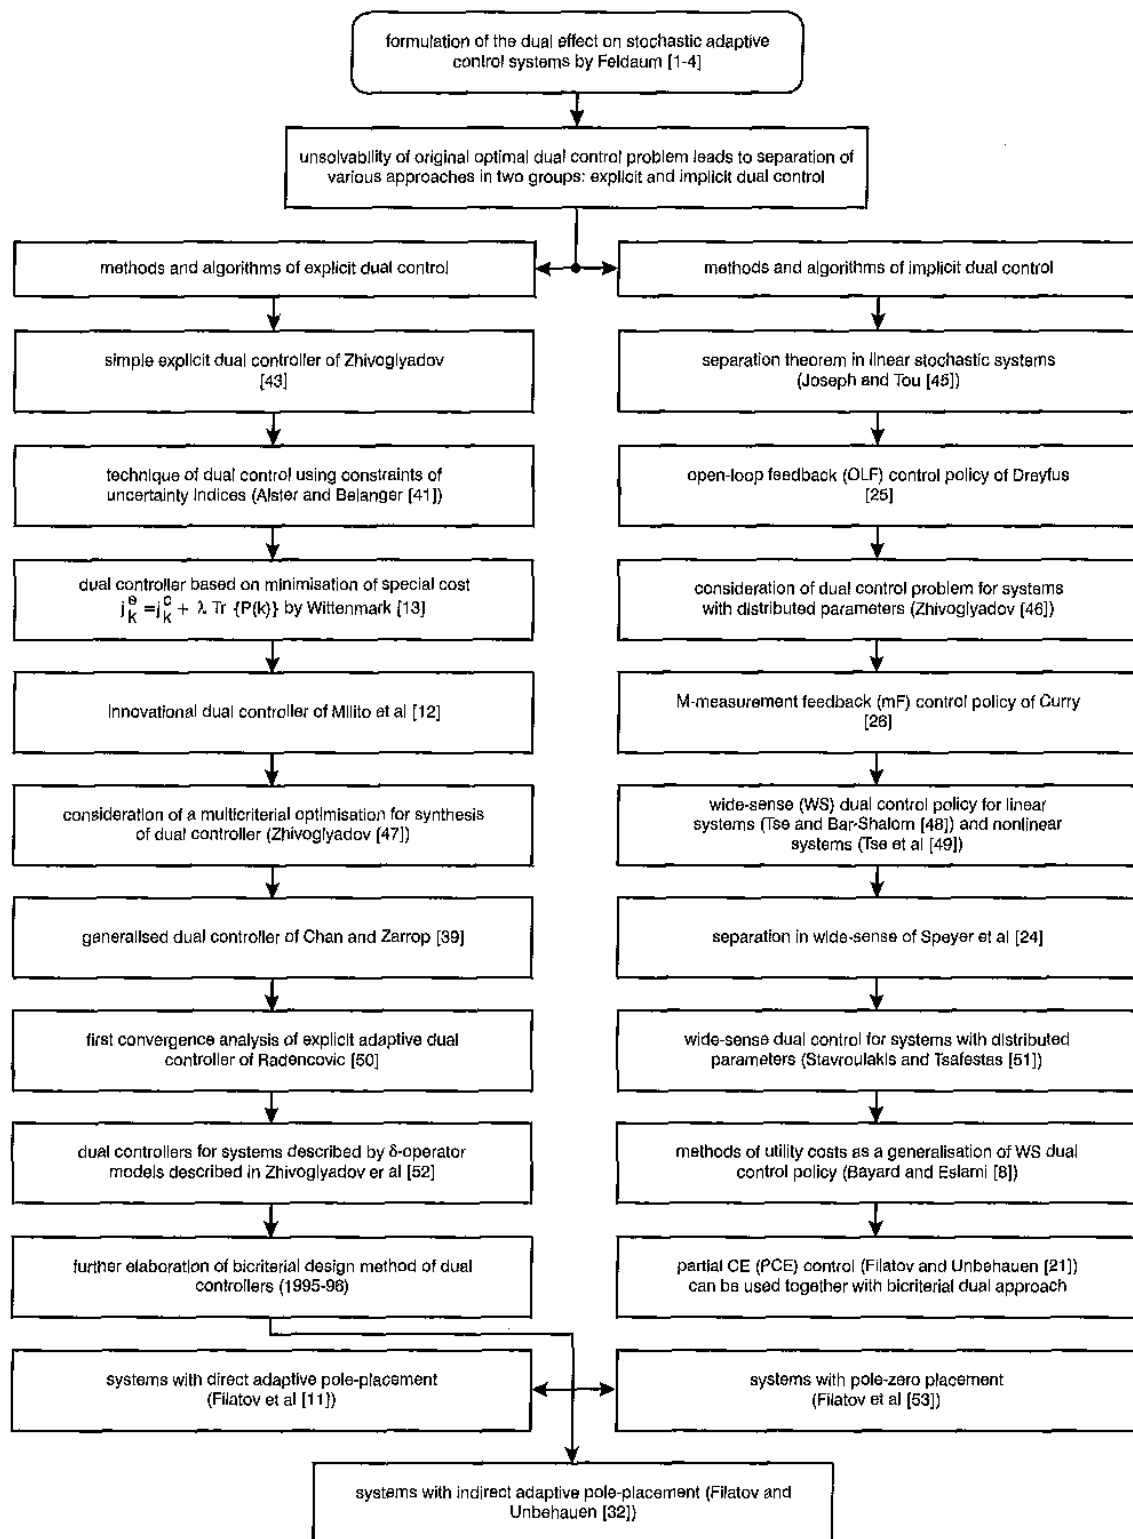 formulation of the dual effect on stochastic adaptive
control systems by Feldaum [1-4]
unsolvability of original optimal dual control problem leads to separation of
various approaches in two groups: explicit and implicit dual control
methods and algorithms of explicit dual control
methods and algorithms of implicit dual control
simple explicit dual controller of Zhivoglyadov
[43]
separation theorem in linear stochastic systems
(Joseph and Tou [45])
technique of dual control using constraints of
uncertainty indices (Alster and Belanger [41])
open-loop feedback (OLF) control policy of Dreyfus
[25]
dual controller based on minimisation of special cost
j_k^e = j_k^c + λ Tr {P(k)} by Wittenmark [13]
consideration of dual control problem for systems
with distributed parameters (Zhivoglyadov [46])
innovational dual controller of Milito et al [12]
M-measurement feedback (mF) control policy of Curry
[26]
consideration of a multicriterial optimisation for synthesis
of dual controller (Zhivoglyadov [47])
wide-sense (WS) dual control policy for linear
systems (Tse and Bar-Shalom [48]) and nonlinear
systems (Tse et al [49])
generalised dual controller of Chan and Zarrop [39]
separation in wide-sense of Speyer et al [24]
first convergence analysis of explicit adaptive dual
controller of Radencovic [50]
wide-sense dual control for systems with distributed
parameters (Stavroulakis and Tsafestas [51])
dual controllers for systems described by δ-operator
models described in Zhivoglyadov er al [52]
methods of utility costs as a generalisation of WS dual
control policy (Bayard and Eslami [8])
further elaboration of bicriterial design method of dual
controllers (1995-96)
partial CE (PCE) control (Filatov and Unbehauen [21])
can be used together with bicriterial dual approach
systems with direct adaptive pole-placement
(Filatov et al [11])
systems with pole-zero placement
(Filatov et al [53])
systems with indirect adaptive pole-placement (Filatov and
Unbehauen [32])